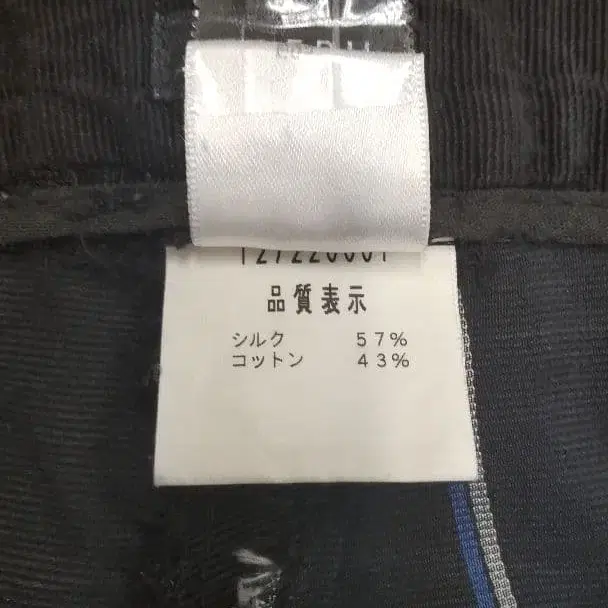 品質表示
シルク 57%
コットン 43%